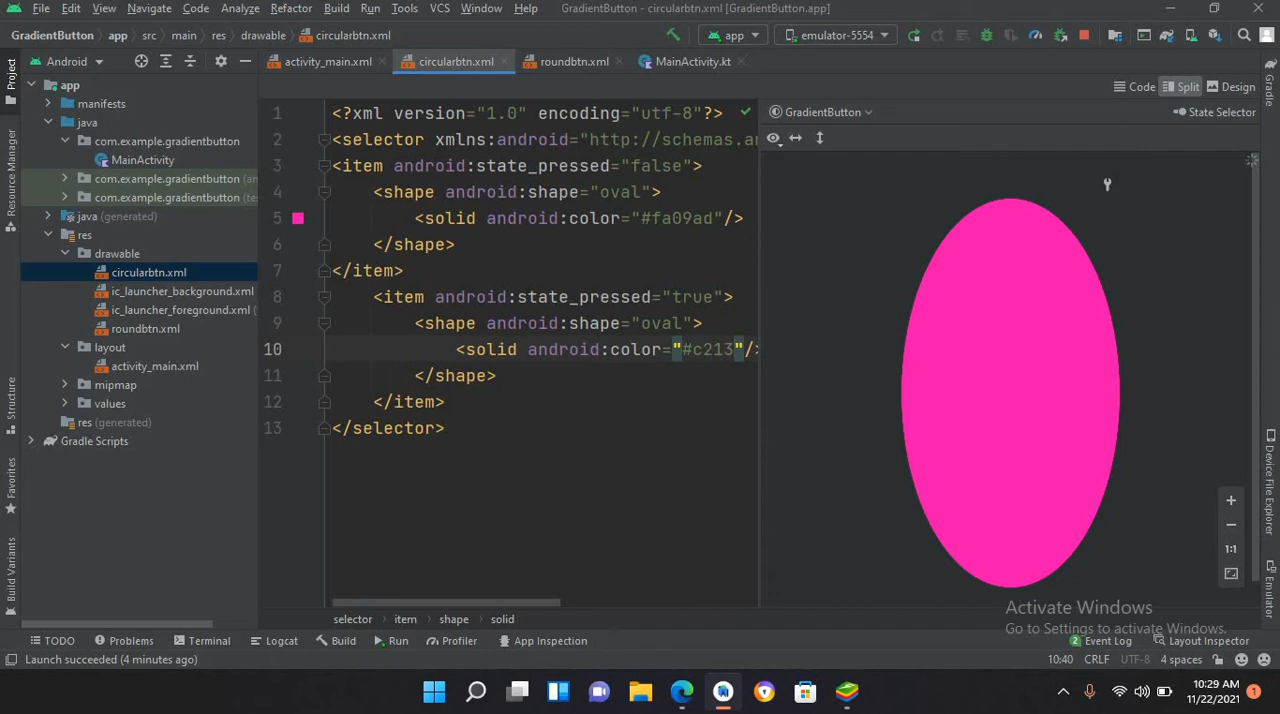 File Edit View Navigate Code Analyze Refactor Build Run Tools VCS Window Help GradientButton - circularbtn.xml [GradientButton.app]
GradientButton app src main res drawable circularbtn.xml app emulator-5554
Android activity_main.xml circularbtn.xml roundbtn.xml MainActivity.kt
Code Split Design
GradientButton State Selector
Project
Resource Manager
Structure
Favorites
Build Variants
app
manifests
java
com.example.gradientbutton
MainActivity
com.example.gradientbutton (an
com.example.gradientbutton (te
java (generated)
res
drawable
circularbtn.xml
ic_launcher_background.xml
ic_launcher_foreground.xml (
roundbtn.xml
layout
activity_main.xml
mipmap
values
res (generated)
Gradle Scripts
1 <?xml version="1.0" encoding="utf-8"?>
2 <selector xmlns:android="http://schemas.an
3 <item android:state_pressed="false">
4 <shape android:shape="oval">
5 <solid android:color="#fa09ad"/>
6 </shape>
7 </item>
8 <item android:state_pressed="true">
9 <shape android:shape="oval">
10 <solid android:color="#c213"/>
11 </shape>
12 </item>
13 </selector>
selector item shape solid
1:1
Gradle
Device File Explorer
Emulator
Activate Windows
Go to Settings to activate Windows.
TODO Problems Terminal Logcat Build Run Profiler App Inspection 2 Event Log Layout Inspector
Launch succeeded (4 minutes ago) 10:40 CRLF UTF-8 4 spaces
10:29 AM
11/22/2021 1